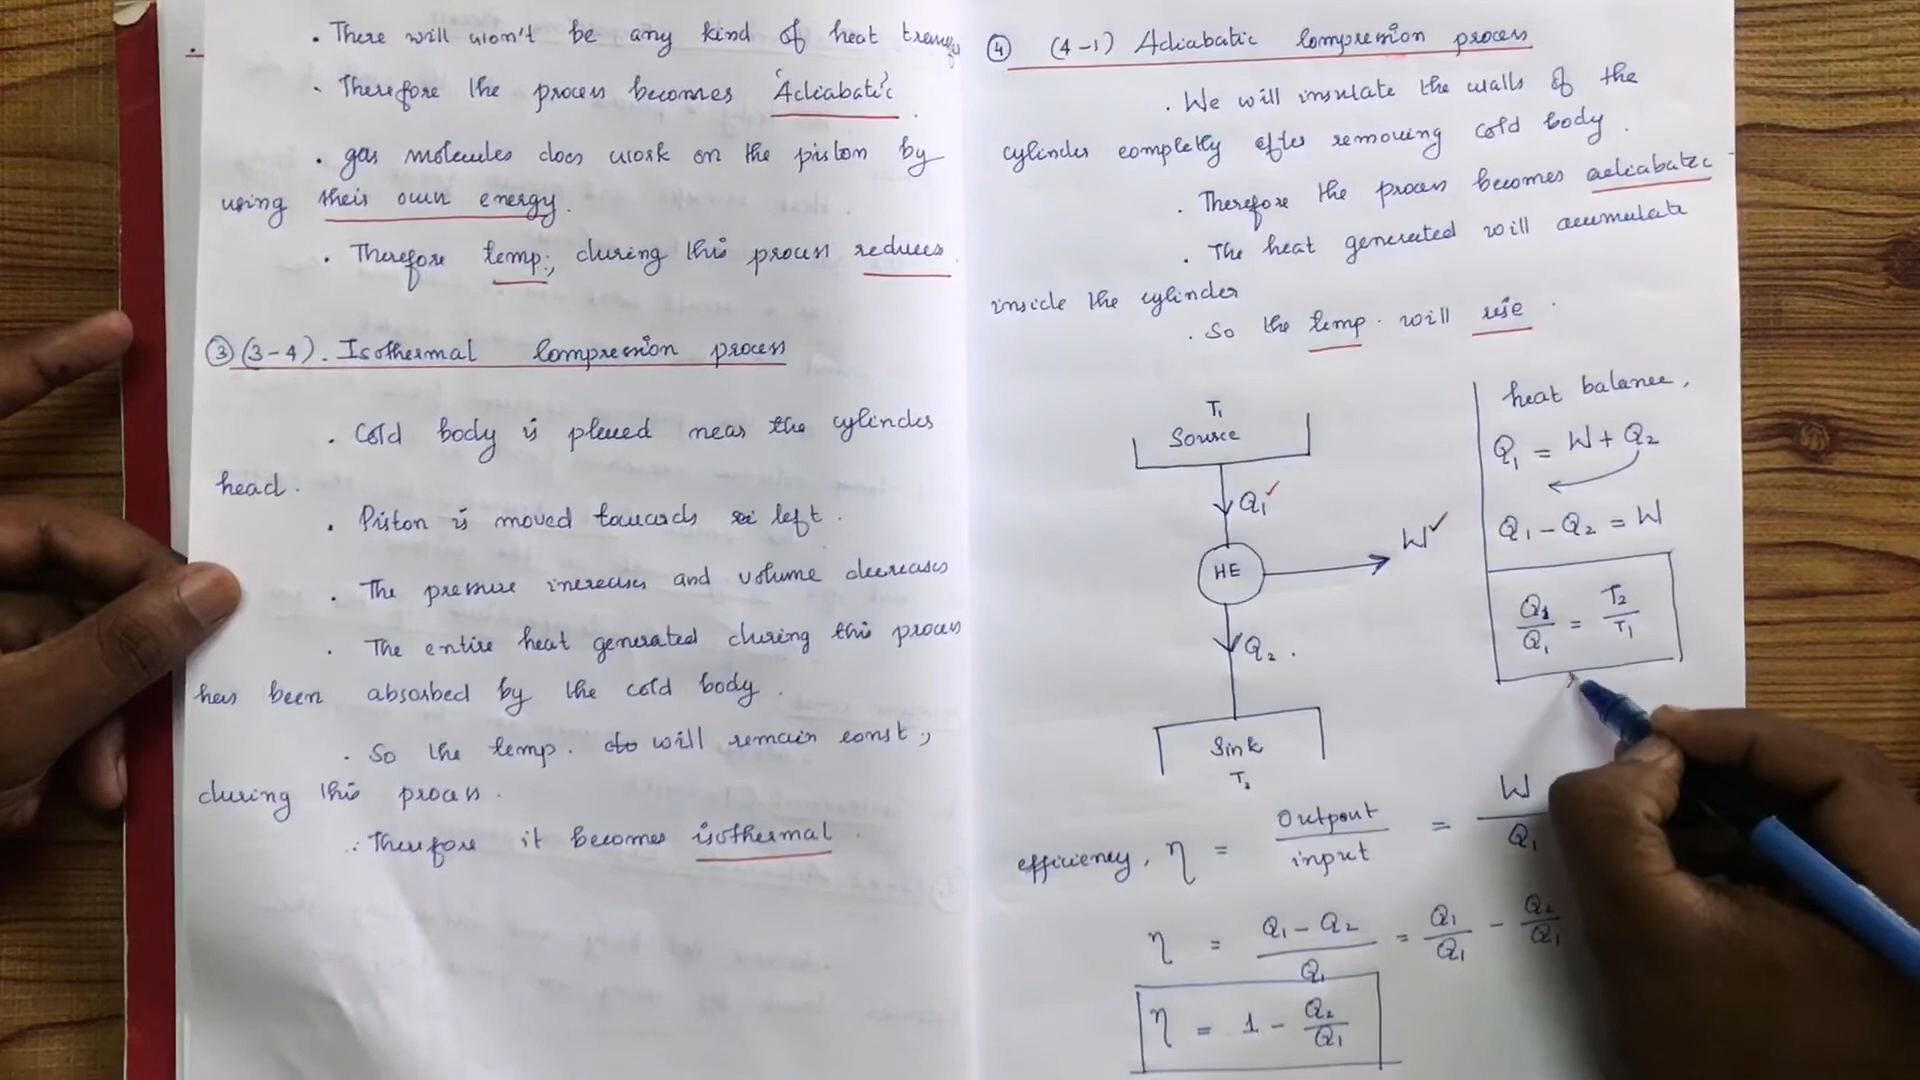 . There will won't be any kind of heat
. Therefore the process becomes 'Adiabatic'.
. gas molecules does work on the piston by
using their own energy.
. Therefore temp; during this process reduces.
③ (3-4). Isothermal compression process
. Cold body is placed near the cylinder
head.
. Piston is moved towards left.
. The pressure increases and volume decreases
. The entire heat generated during this process
has been absorbed by the cold body.
. So the temp. will remain const;
during this process.
∴ Therefore it becomes isothermal.
④ (4-1) Adiabatic compression process
. We will insulate the walls of the
cylinder completly after removing cold body.
. Therefore the process becomes adiabatic
. The heat generated will accumulate
inside the cylinder
. So the temp. will rise.
T₁
Source
Q₁ ✓
HE
W ✓
Q₂.
Sink
T₂
heat balance,
Q₁ = W + Q₂
Q₁ - Q₂ = W
Q₂/Q₁ = T₂/T₁
efficiency, η = Outpout/input = W/Q₁
η = Q₁ - Q₂/Q₁ = Q₁/Q₁ - Q₂/Q₁
η = 1 - Q₂/Q₁